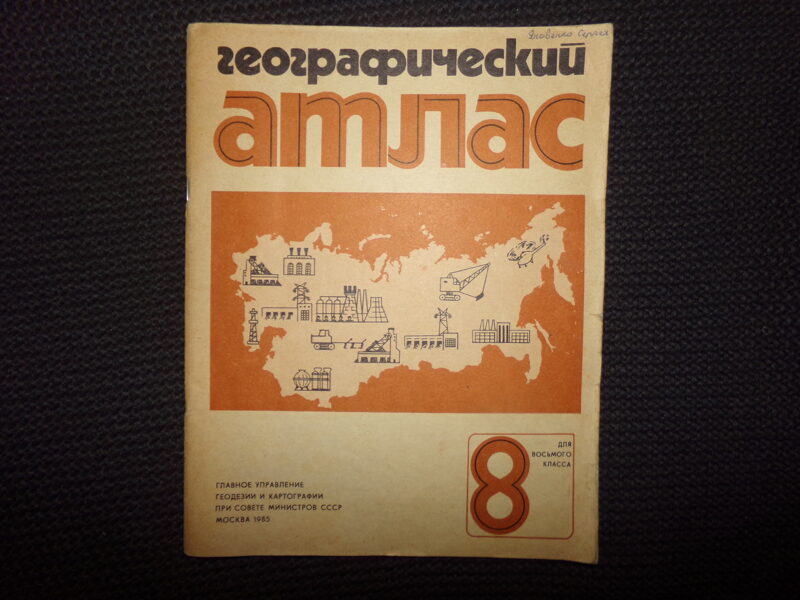 географический
атлас
8
для
восьмого
класса
ГЛАВНОЕ УПРАВЛЕНИЕ
ГЕОДЕЗИИ И КАРТОГРАФИИ
ПРИ СОВЕТЕ МИНИСТРОВ СССР
МОСКВА 1985